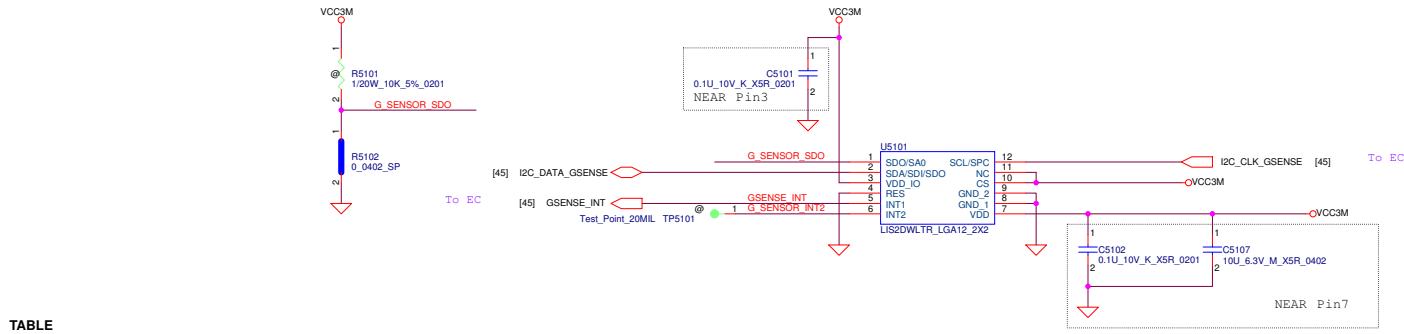 VCC3M
1
@
R5101
1/20W_10K_5%_0201
2
G_SENSOR_SDO
1
R5102
0_0402_SP
2
VCC3M
1
C5101
0.1U_10V_K_X5R_0201
2
NEAR Pin3
U5101
G_SENSOR_SDO
1
SDO/SA0
SCL/SPC
12
I2C_CLK_GSENSE
[45]
To EC
[45]
I2C_DATA_GSENSE
2
SDA/SDI/SDO
NC
11
3
VDD_IO
CS
10
VCC3M
To EC
4
RES
GND_2
9
[45]
GSENSE_INT
GSENSE_INT
5
INT1
GND_1
8
@
Test_Point_20MIL
TP5101
1
G_SENSOR_INT2
6
INT2
VDD
7
VCC3M
LIS2DWLTR_LGA12_2X2
1
C5102
0.1U_10V_K_X5R_0201
2
1
C5107
10U_6.3V_M_X5R_0402
2
NEAR Pin7
TABLE